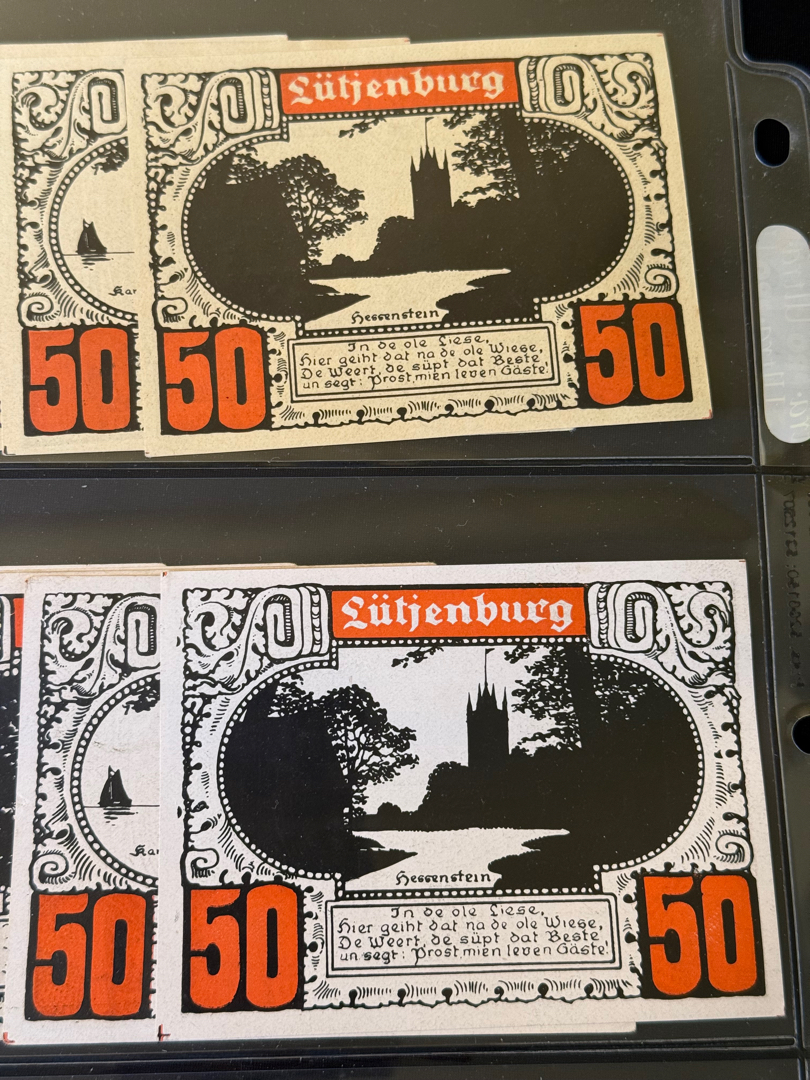 Lütjenburg
Kar
Hessenstein
50
50
50
In de ole Liese,
Hier geiht dat na de ole Wiese,
De Weert, de süpt dat Beste,
un segt: Prost, mien leven Gäste!
Lütjenburg
Kar
Hessenstein
50
50
50
In de ole Liese,
Hier geiht dat na de ole Wiese,
De Weert, de süpt dat Beste,
un segt: Prost, mien leven Gäste!